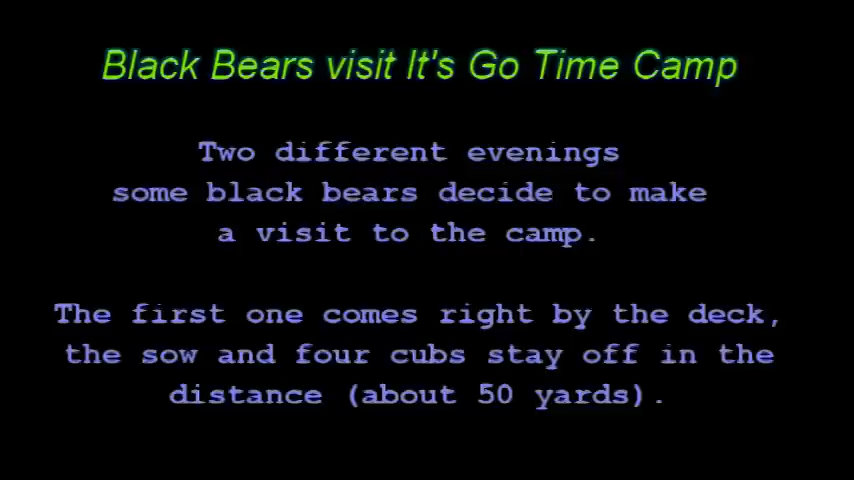 Black Bears visit It's Go Time Camp
Two different evenings
some black bears decide to make
a visit to the camp.
The first one comes right by the deck,
the sow and four cubs stay off in the
distance (about 50 yards).